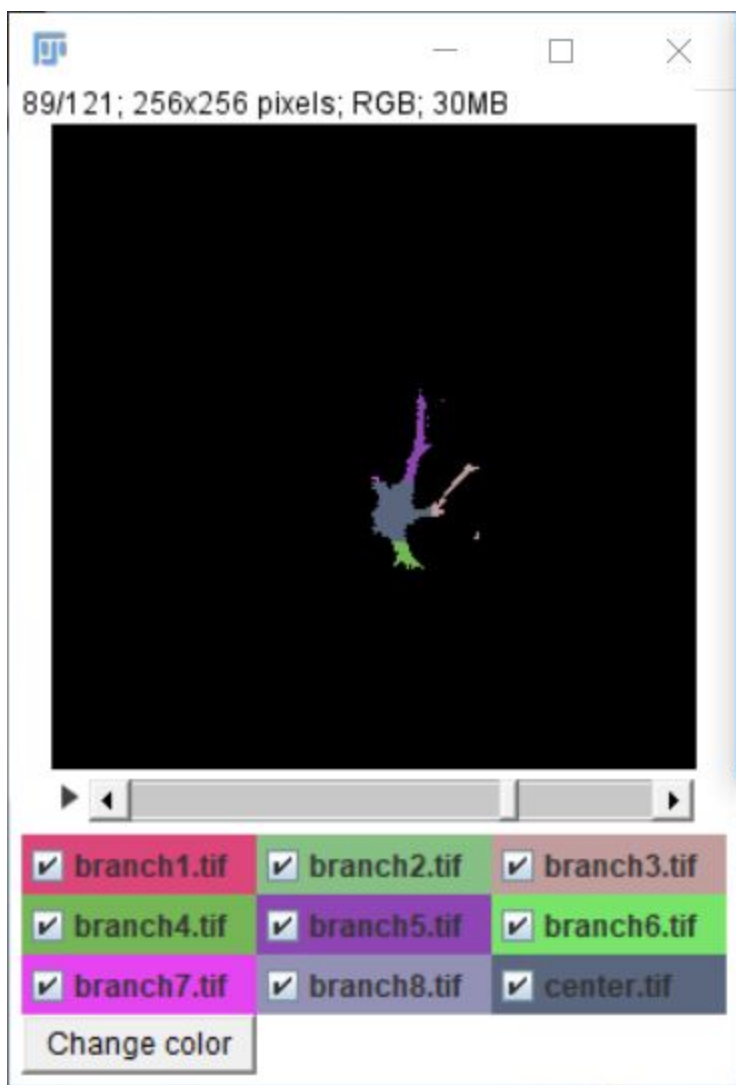 89/121; 256x256 pixels; RGB; 30MB
branch1.tif branch2.tif branch3.tif
branch4.tif branch5.tif branch6.tif
branch7.tif branch8.tif center.tif
Change color